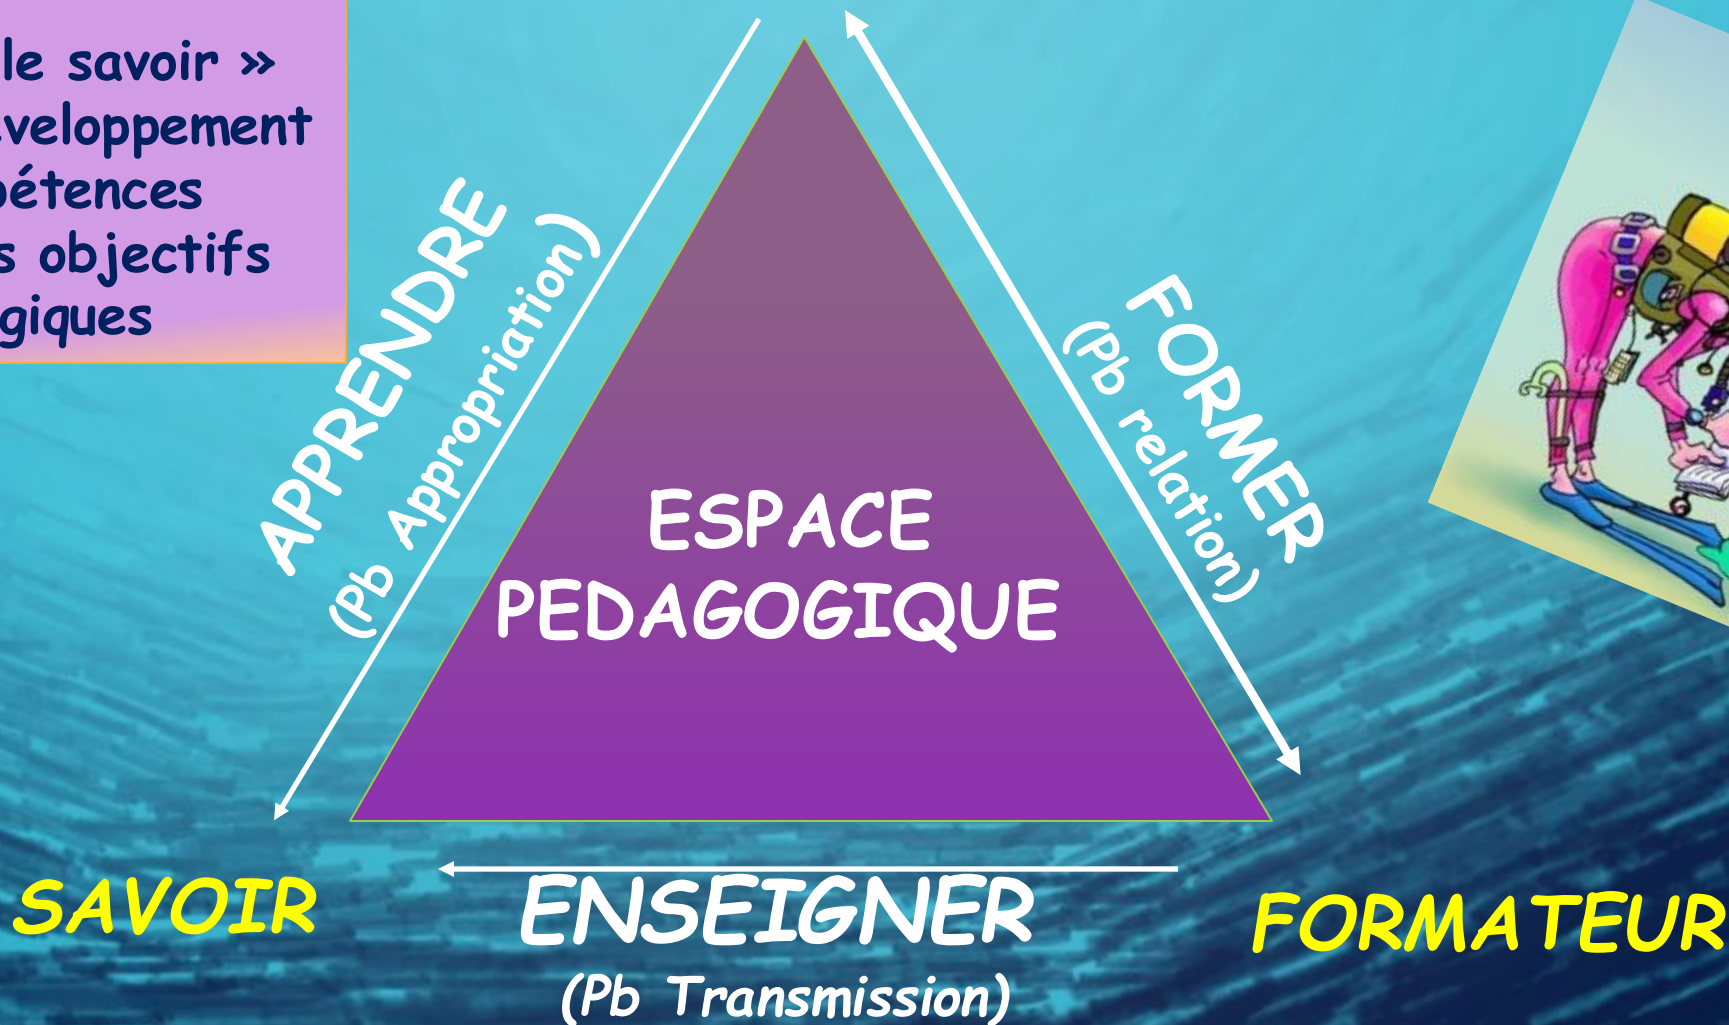 le savoir »
veloppement
pétences
s objectifs
giques
APPRENDRE
(Pb Appropriation)
FORMER
(Pb relation)
ESPACE
PEDAGOGIQUE
SAVOIR
ENSEIGNER
(Pb Transmission)
FORMATEUR